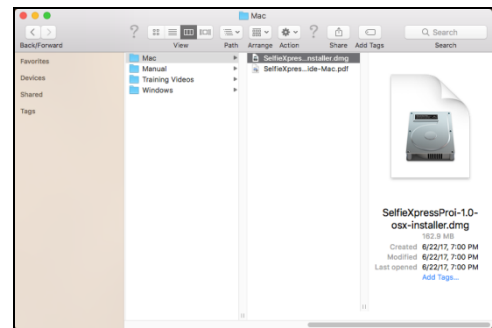 Mac
Back/Forward
View
Path
Arrange
Action
Share
Add Tags
Search
Search
Favorites
Devices
Shared
Tags
Mac
Manual
Training Videos
Windows
SelfieXpres...nstaller.dmg
SelfieXpres...ide-Mac.pdf
SelfieXpressProi-1.0-
osx-installer.dmg
162.9 MB
Created 6/22/17, 7:00 PM
Modified 6/22/17, 7:00 PM
Last opened 6/22/17, 7:00 PM
Add Tags...